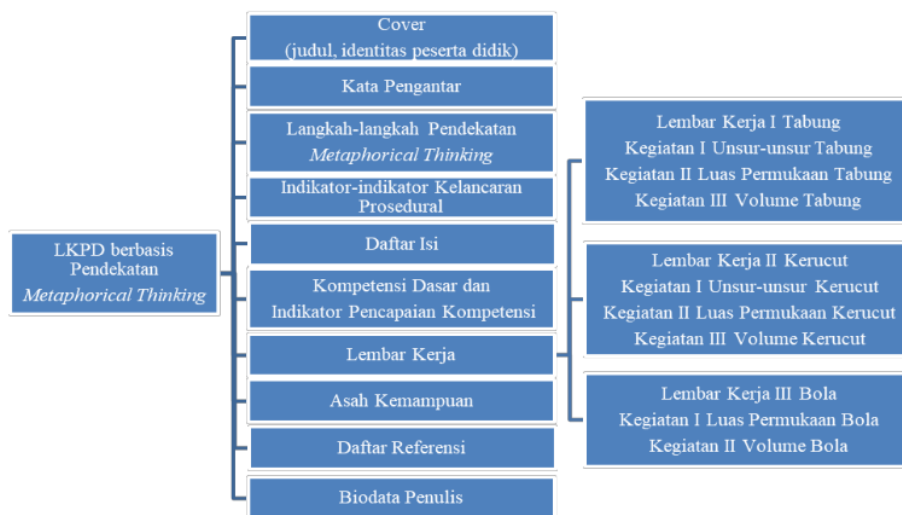 LKPD berbasis
Pendekatan
Metaphorical Thinking
Cover
(judul, identitas peserta didik)
Kata Pengantar
Langkah-langkah Pendekatan
Metaphorical Thinking
Indikator-indikator Kelancaran
Prosedural
Daftar Isi
Kompetensi Dasar dan
Indikator Pencapaian Kompetensi
Lembar Kerja
Asah Kemampuan
Daftar Referensi
Biodata Penulis
Lembar Kerja I Tabung
Kegiatan I Unsur-unsur Tabung
Kegiatan II Luas Permukaan Tabung
Kegiatan III Volume Tabung
Lembar Kerja II Kerucut
Kegiatan I Unsur-unsur Kerucut
Kegiatan II Luas Permukaan Kerucut
Kegiatan III Volume Kerucut
Lembar Kerja III Bola
Kegiatan I Luas Permukaan Bola
Kegiatan II Volume Bola